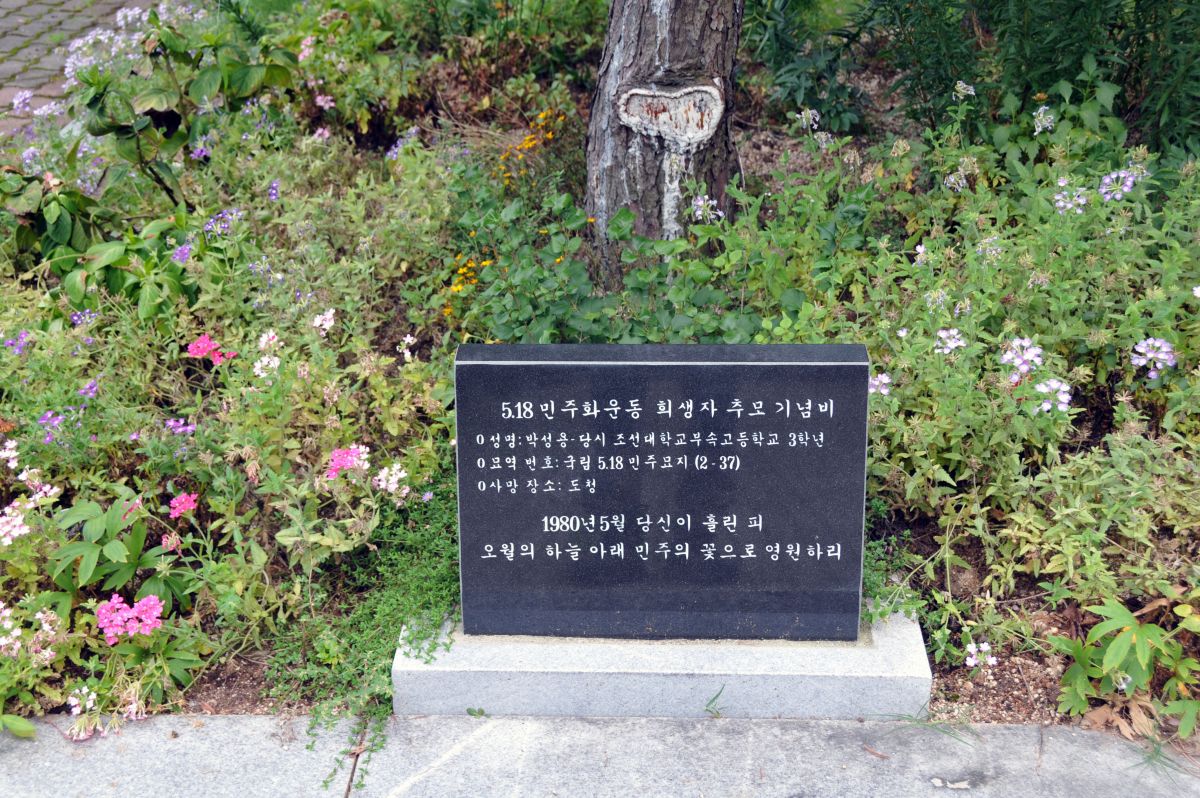 5.18 민주화운동 희생자 추모 기념비
0 성명: 박성용·당시 조선대학교부속고등학교 3학년
0 묘역 번호: 국립 5.18 민주묘지 (2-37)
0 사망 장소: 도청
1980년 5월 당신이 흘린 피
오월의 하늘 아래 민주의 꽃으로 영원하리